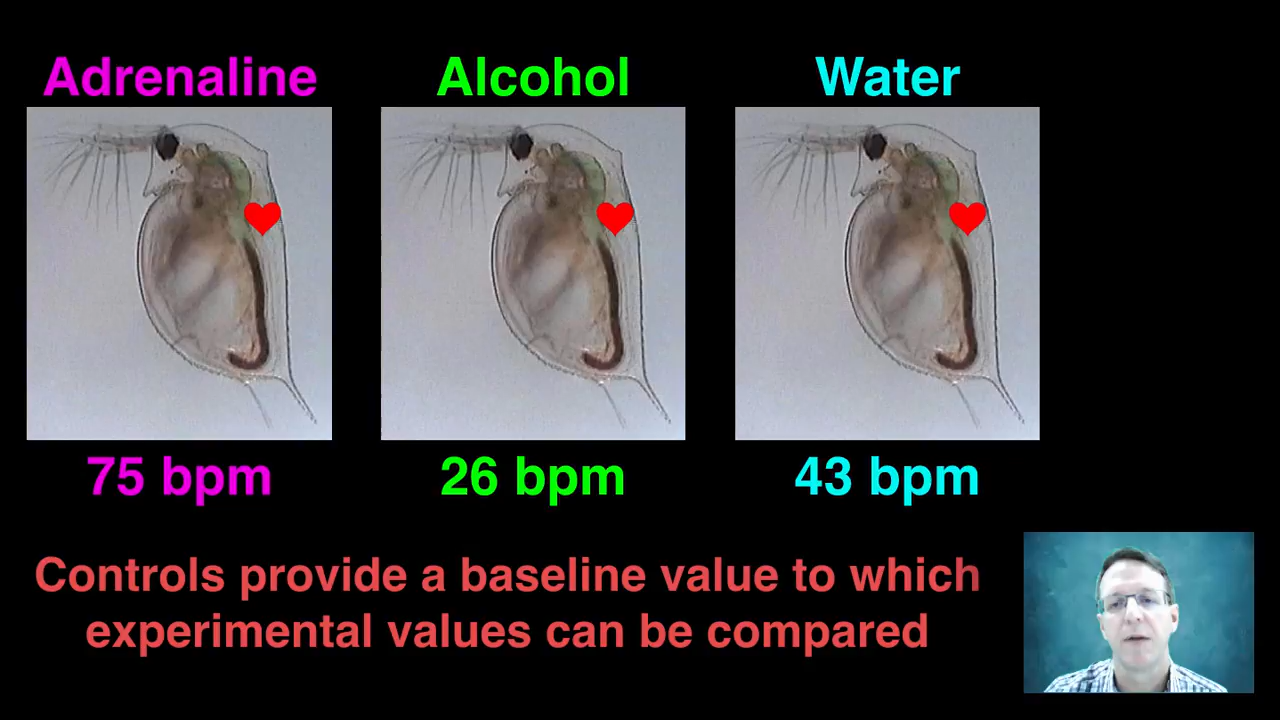 Adrenaline Alcohol Water
75 bpm 26 bpm 43 bpm
Controls provide a baseline value to which
experimental values can be compared